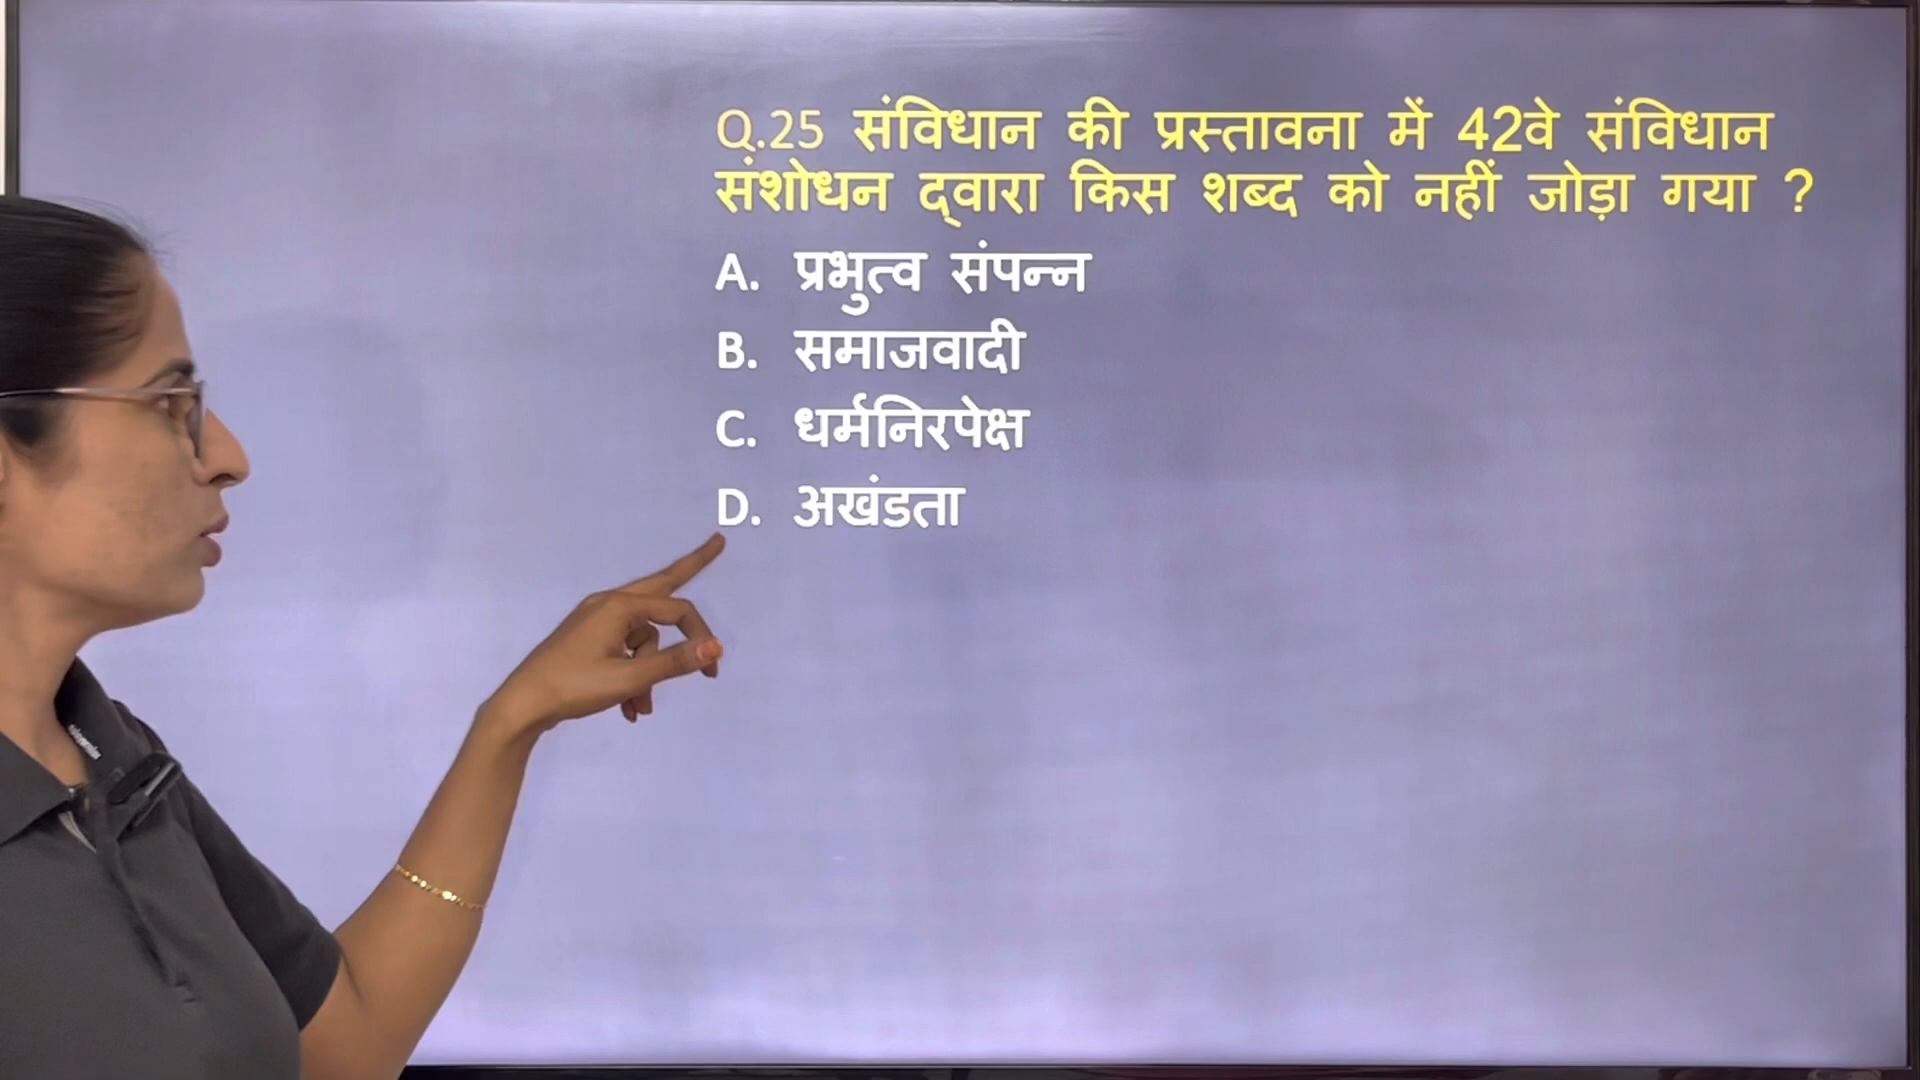 Q.25 संविधान की प्रस्तावना में 42वे संविधान
संशोधन द्वारा किस शब्द को नहीं जोड़ा गया ?
A. प्रभुत्व संपन्न
B. समाजवादी
C. धर्मनिरपेक्ष
D. अखंडता